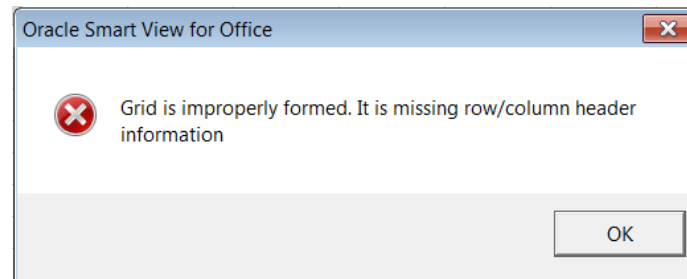 Oracle Smart View for Office
Grid is improperly formed. It is missing row/column header
information
OK